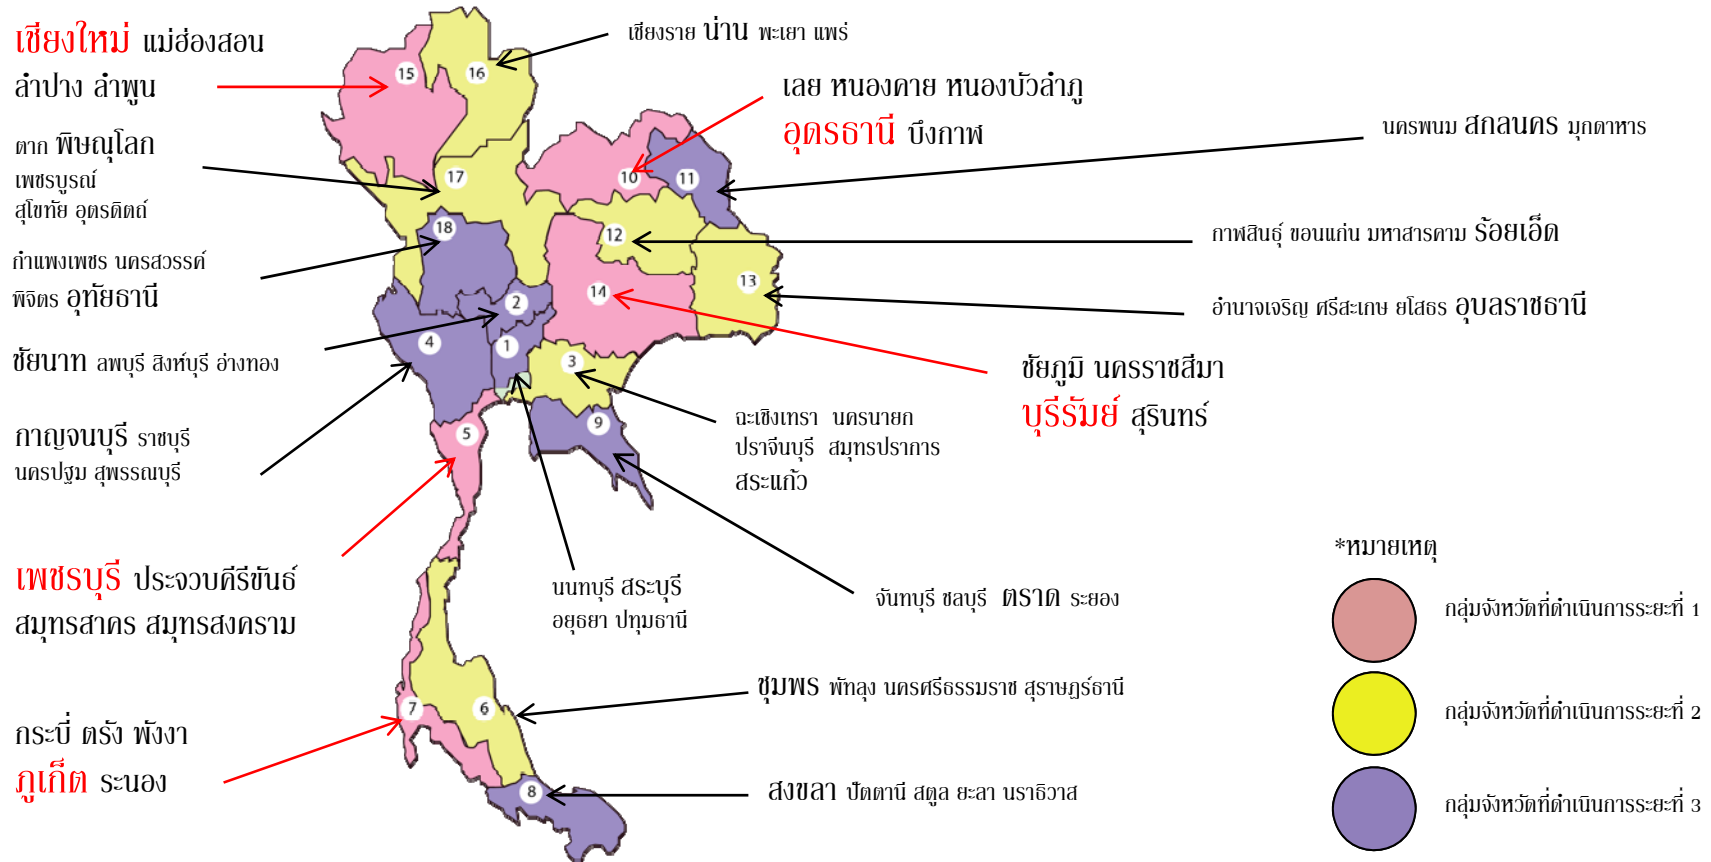 เชียงใหม่ แม่ฮ่องสอน
ลำปาง ลำพูน
ตาก พิษณุโลก
เพชรบูรณ์
สุโขทัย อุตรดิตถ์
กำแพงเพชร นครสวรรค์
พิจิตร อุทัยธานี
ชัยนาท ลพบุรี สิงห์บุรี อ่างทอง
กาญจนบุรี ราชบุรี
นครปฐม สุพรรณบุรี
เพชรบุรี ประจวบคีรีขันธ์
สมุทรสาคร สมุทรสงคราม
กระบี่ ตรัง พังงา
ภูเก็ต ระนอง
เชียงราย น่าน พะเยา แพร่
เลย หนองคาย หนองบัวลำภู
อุดรธานี บึงกาฬ
นครพนม สกลนคร มุกดาหาร
กาฬสินธุ์ ขอนแก่น มหาสารคาม ร้อยเอ็ด
อำนาจเจริญ ศรีสะเกษ ยโสธร อุบลราชธานี
ชัยภูมิ นครราชสีมา
บุรีรัมย์ สุรินทร์
ฉะเชิงเทรา นครนายก
ปราจีนบุรี สมุทรปราการ
สระแก้ว
นนทบุรี สระบุรี
อยุธยา ปทุมธานี
จันทบุรี ชลบุรี ตราด ระยอง
ชุมพร พัทลุง นครศรีธรรมราช สุราษฎร์ธานี
สงขลา ปัตตานี สตูล ยะลา นราธิวาส
15
16
17
10
11
18
12
13
2
14
4
1
3
5
9
7
6
8
*หมายเหตุ
กลุ่มจังหวัดที่ดำเนินการระยะที่ 1
กลุ่มจังหวัดที่ดำเนินการระยะที่ 2
กลุ่มจังหวัดที่ดำเนินการระยะที่ 3